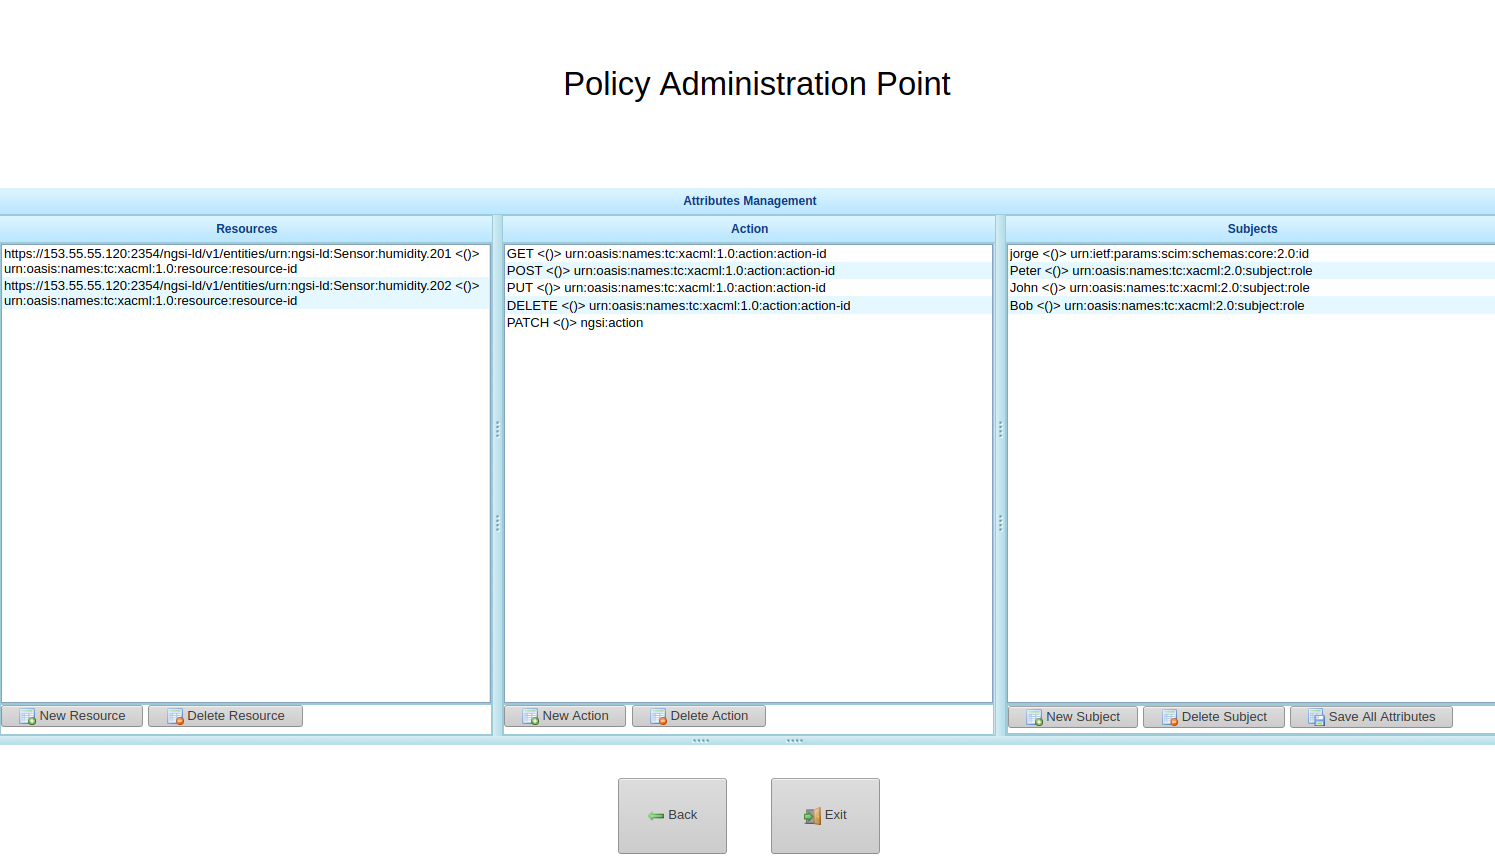 Policy Administration Point
Attributes Management
Resources
https://153.55.55.120:2354/ngsi-ld/v1/entities/urn:ngsi-ld:Sensor:humidity.201 <()>
urn:oasis:names:tc:xacml:1.0:resource:resource-id
https://153.55.55.120:2354/ngsi-ld/v1/entities/urn:ngsi-ld:Sensor:humidity.202 <()>
urn:oasis:names:tc:xacml:1.0:resource:resource-id
New Resource
Delete Resource
Action
GET <()> urn:oasis:names:tc:xacml:1.0:action:action-id
POST <()> urn:oasis:names:tc:xacml:1.0:action:action-id
PUT <()> urn:oasis:names:tc:xacml:1.0:action:action-id
DELETE <()> urn:oasis:names:tc:xacml:1.0:action:action-id
PATCH <()> ngsi:action
New Action
Delete Action
Subjects
jorge <()> urn:ietf:params:scim:schemas:core:2.0:id
Peter <()> urn:oasis:names:tc:xacml:2.0:subject:role
John <()> urn:oasis:names:tc:xacml:2.0:subject:role
Bob <()> urn:oasis:names:tc:xacml:2.0:subject:role
New Subject
Delete Subject
Save All Attributes
Back
Exit